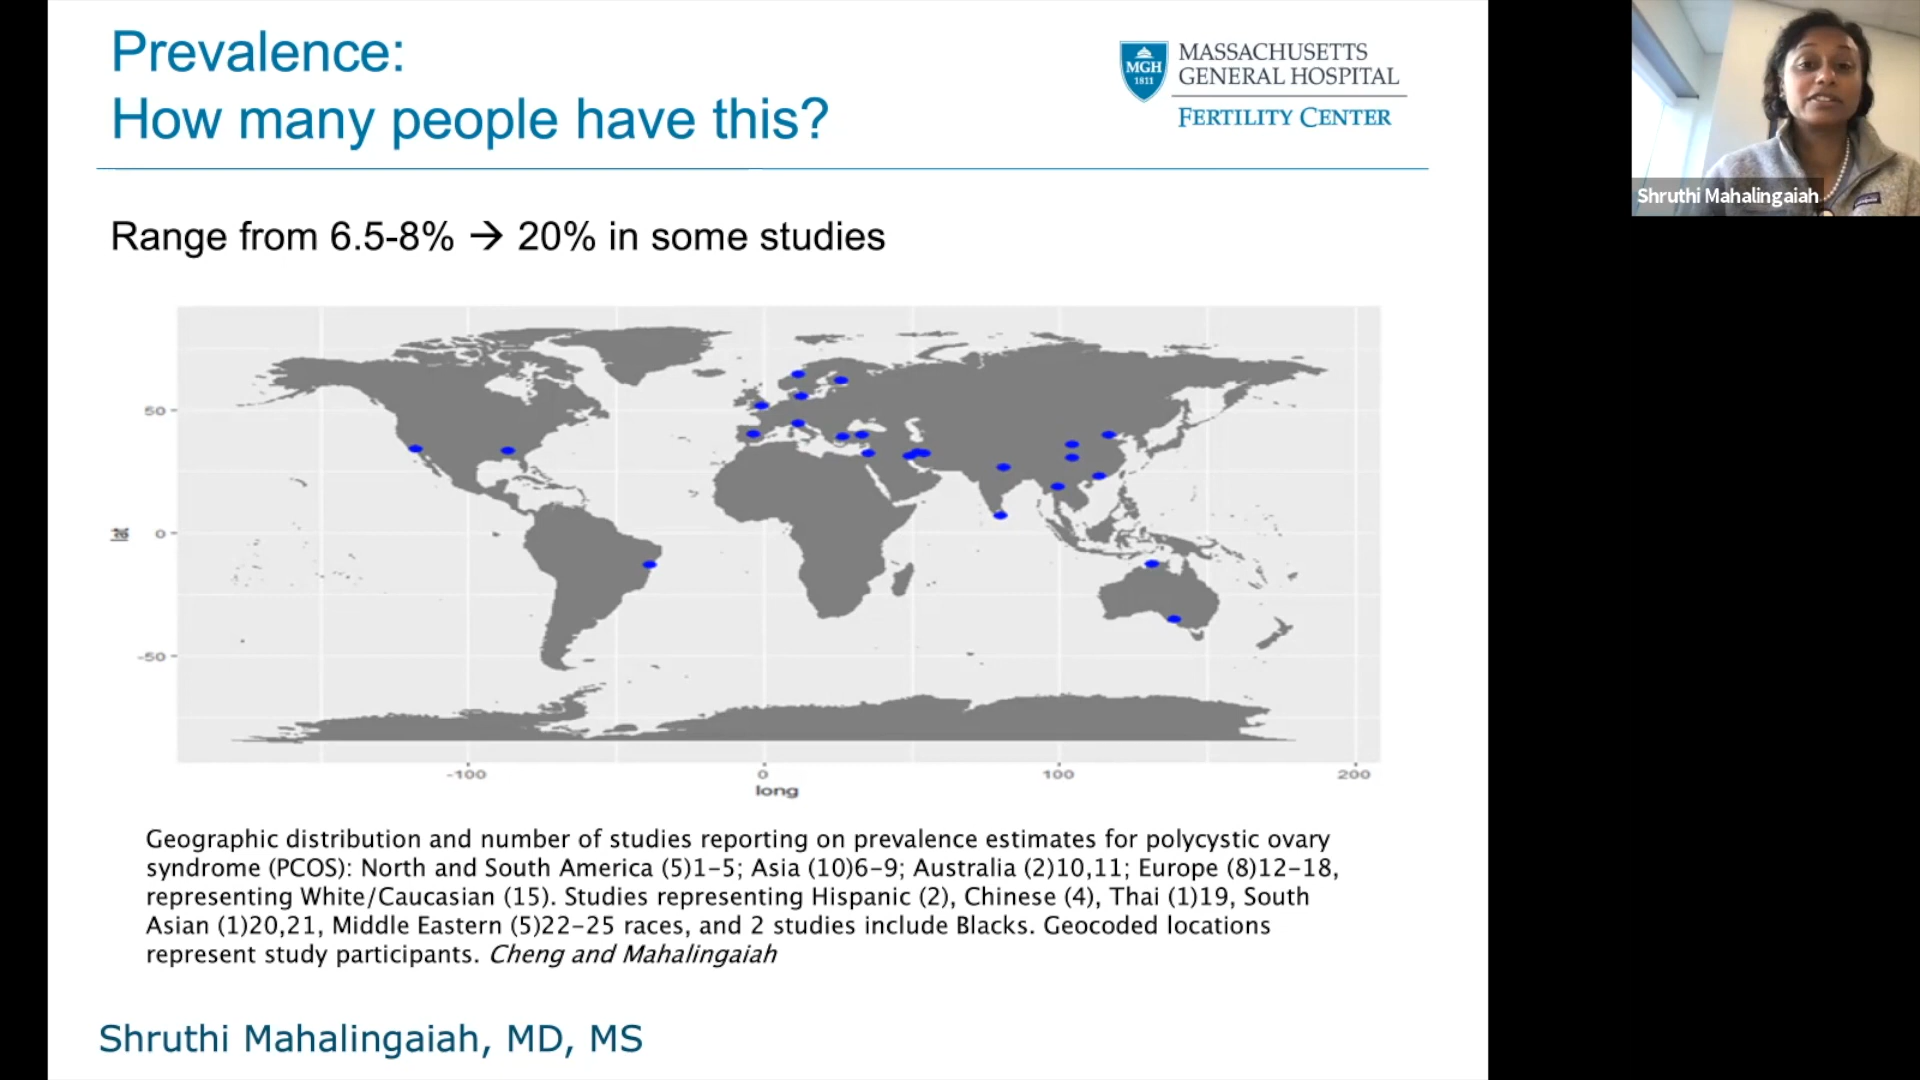 Prevalence:
How many people have this?
MGH
1811
MASSACHUSETTS
GENERAL HOSPITAL
FERTILITY CENTER
Shruthi Mahalingaiah
Range from 6.5-8% → 20% in some studies
50
0
-50
lat
-100
0
100
200
long
Geographic distribution and number of studies reporting on prevalence estimates for polycystic ovary
syndrome (PCOS): North and South America (5)1–5; Asia (10)6–9; Australia (2)10,11; Europe (8)12–18,
representing White/Caucasian (15). Studies representing Hispanic (2), Chinese (4), Thai (1)19, South
Asian (1)20,21, Middle Eastern (5)22–25 races, and 2 studies include Blacks. Geocoded locations
represent study participants. Cheng and Mahalingaiah
Shruthi Mahalingaiah, MD, MS